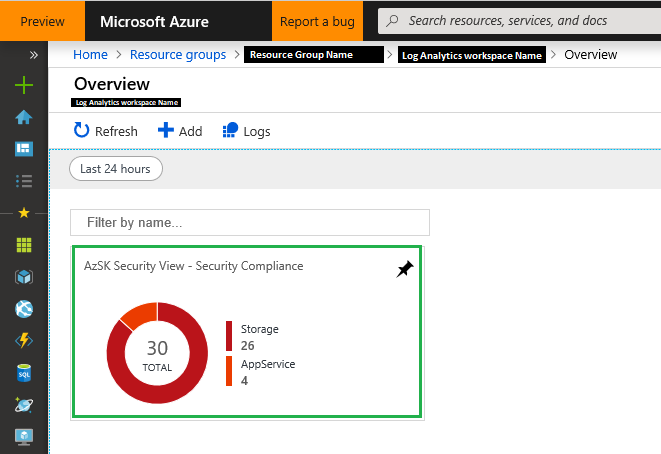 Preview Microsoft Azure Report a bug Search resources, services, and docs
» Home > Resource groups > Resource Group Name > Log Analytics workspace Name > Overview
Overview
Log Analytics workspace Name
Refresh Add Logs
Last 24 hours
Filter by name...
AzSK Security View - Security Compliance
30
TOTAL
Storage
26
AppService
4
SQL